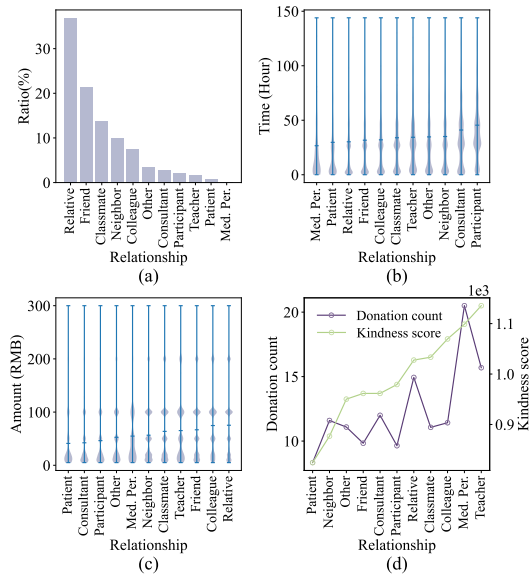 Ratio(%)
30
20
10
0
Relative
Friend
Classmate
Neighbor
Colleague
Other
Consultant
Participant
Teacher
Patient
Med. Per.
Relationship
(a)
Time (Hour)
150
100
50
0
Med. Per.
Patient
Relative
Friend
Colleague
Classmate
Teacher
Other
Neighbor
Consultant
Participant
Relationship
(b)
Amount (RMB)
300
200
100
0
Patient
Consultant
Participant
Other
Med. Per.
Neighbor
Classmate
Teacher
Friend
Colleague
Relative
Relationship
(c)
1e3
Donation count
20
15
10
Donation count
Kindness score
1.1
1.0
0.9
Kindness score
Patient
Neighbor
Other
Friend
Consultant
Participant
Relative
Classmate
Colleague
Med. Per.
Teacher
Relationship
(d)